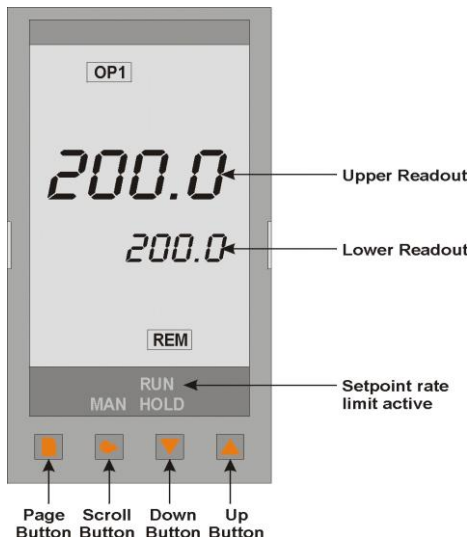 OP1
200.0
Upper Readout
200.0
Lower Readout
REM
RUN
MAN HOLD
Setpoint rate
limit active
Page Button
Scroll Button
Down Button
Up Button